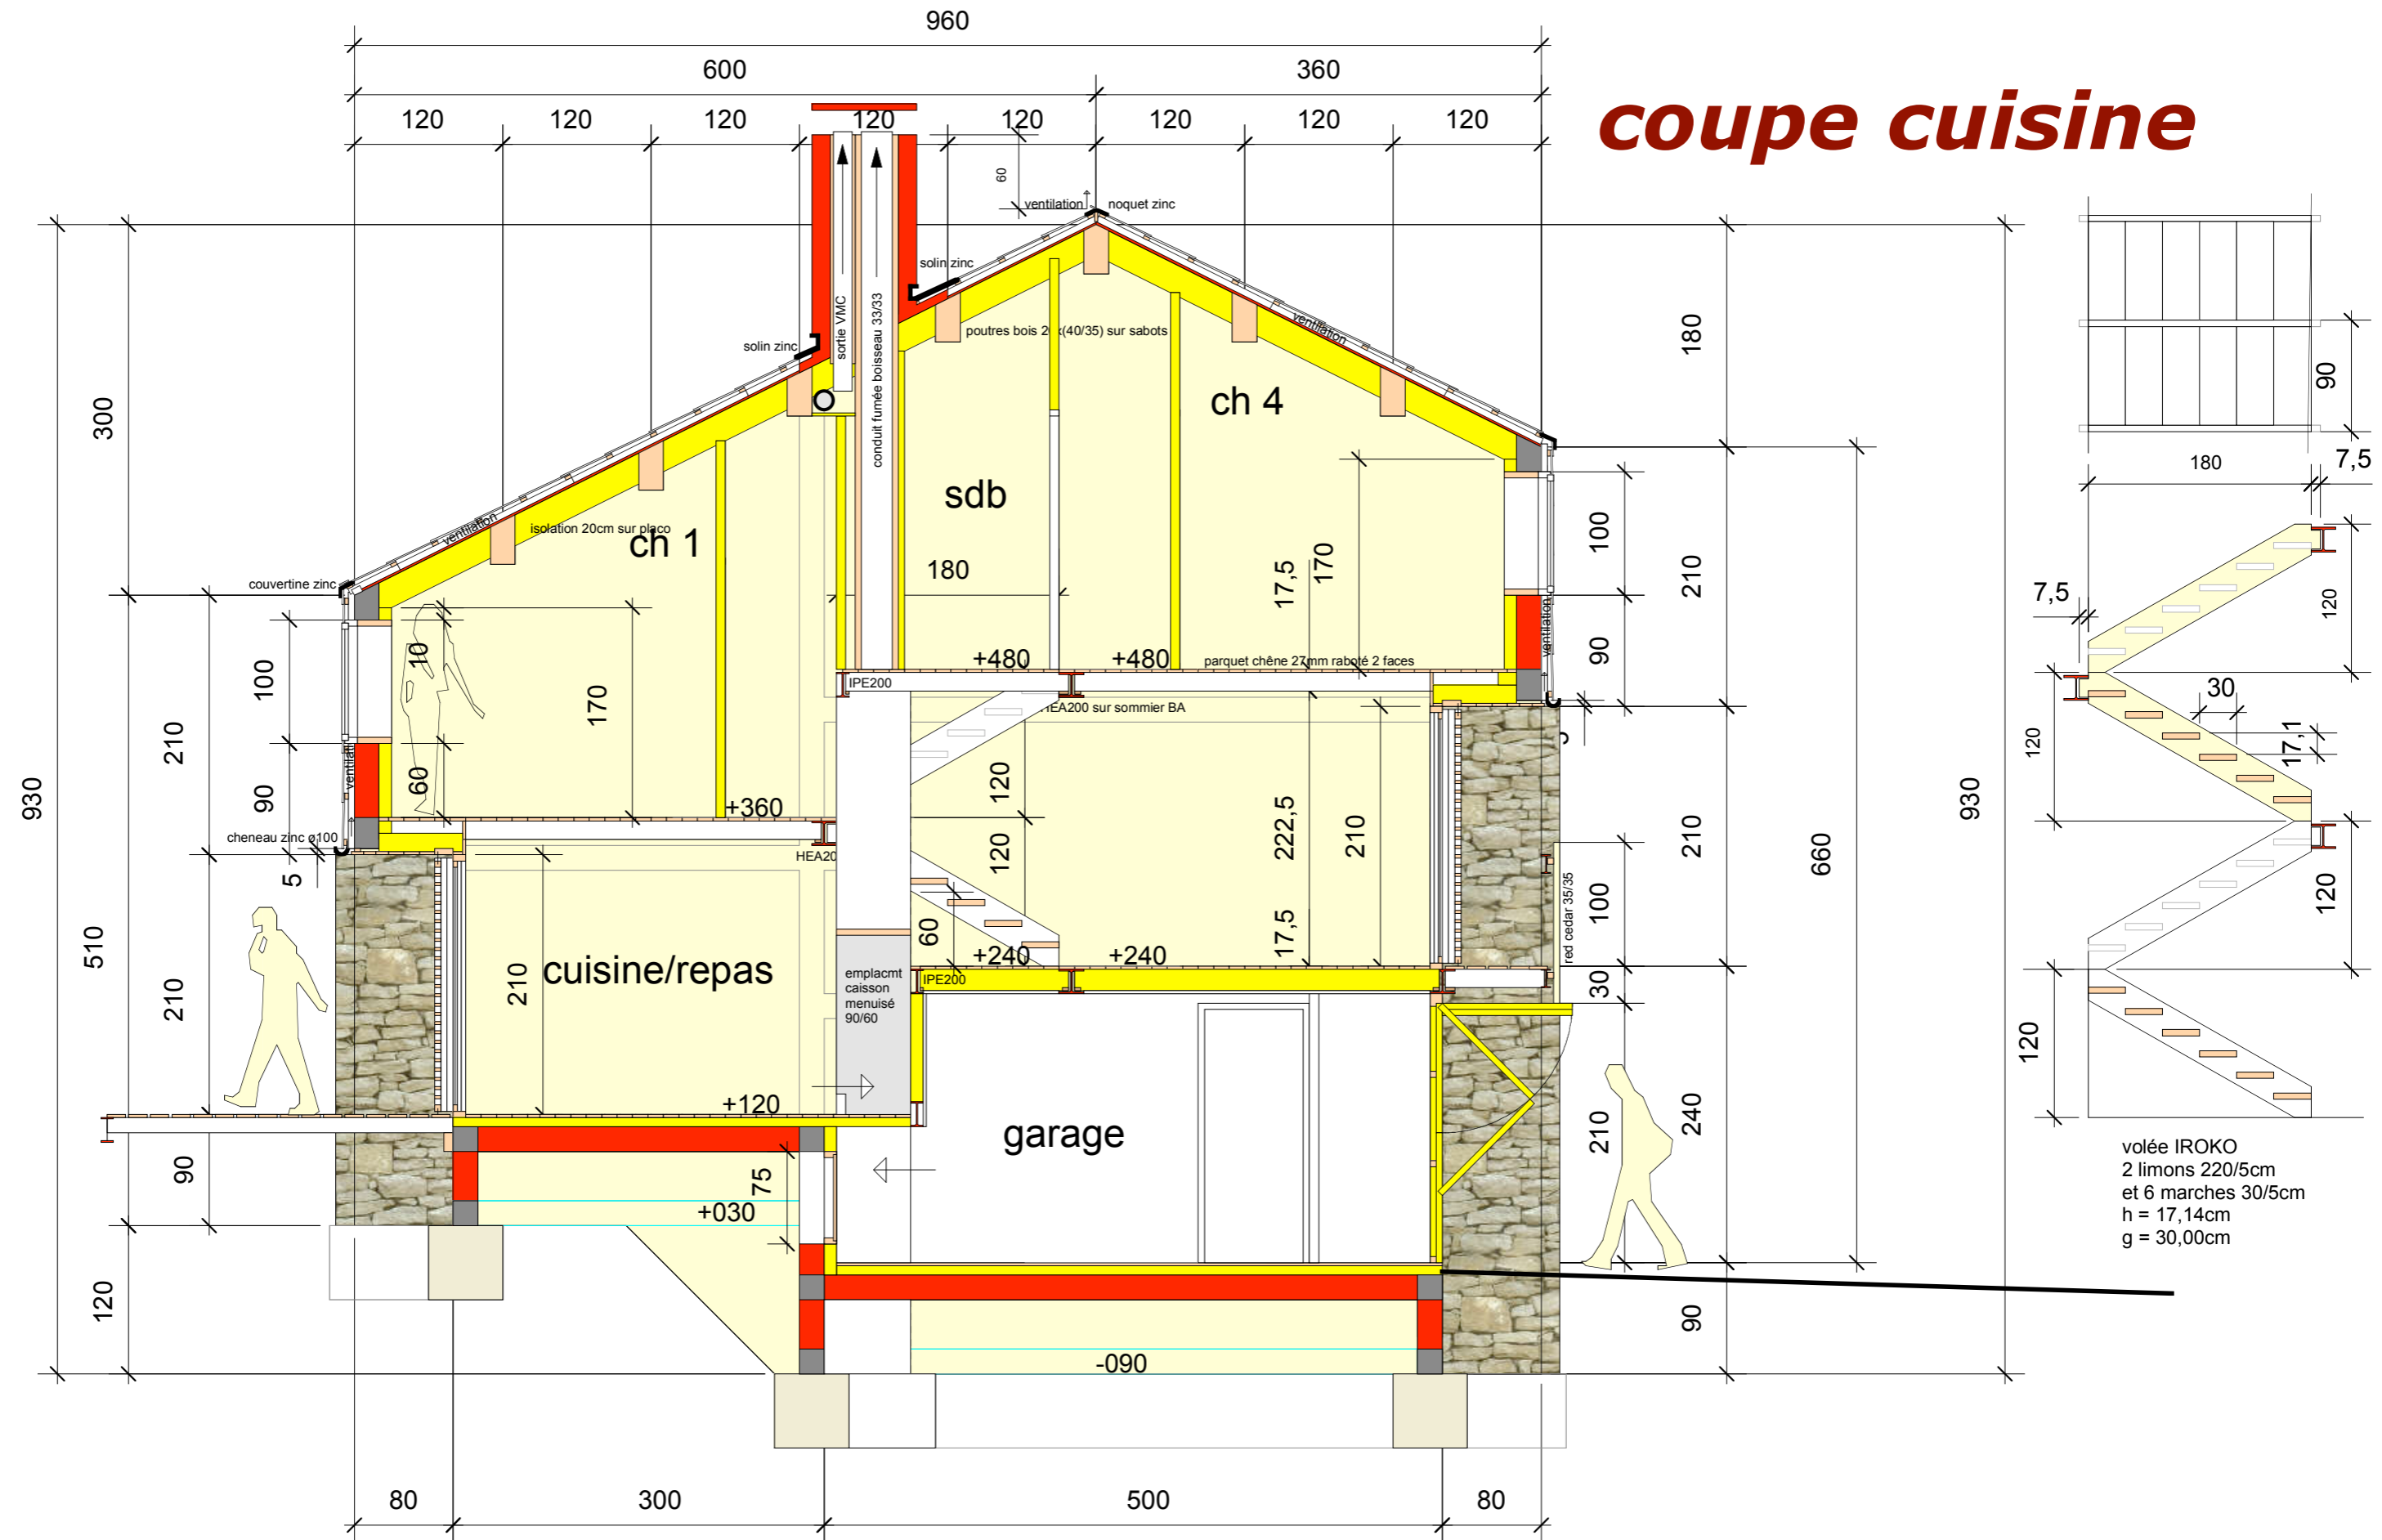 960
600
360
120
120
120
120
120
120
120
120
coupe cuisine
60
ventilation
noquet zinc
solin zinc
sortie VMC
conduit fumée boisseau 33/33
poutres bois 20x(40/35) sur sabots
ventilation
solin zinc
180
90
300
ch 4
180
7,5
sdb
ventilation
isolation 20cm sur placo
ch 1
100
170
17,5
210
180
7,5
120
couvertine zinc
10
100
170
210
90
ventilation
+480
+480
parquet chêne 27mm raboté 2 faces
IPE200
HEA200 sur sommier BA
30
17,1
120
930
90
60
+360
120
222,5
210
210
930
660
cheneau zinc ø100
5
HEA20
120
100
red cedar 35/35
120
510
210
210
cuisine/repas
60
17,5
+240
+240
IPE200
30
emplacmt
caisson
menuisé
90/60
120
+120
garage
210
240
90
75
+030
volée IROKO
2 limons 220/5cm
et 6 marches 30/5cm
h = 17,14cm
g = 30,00cm
120
90
-090
80
300
500
80